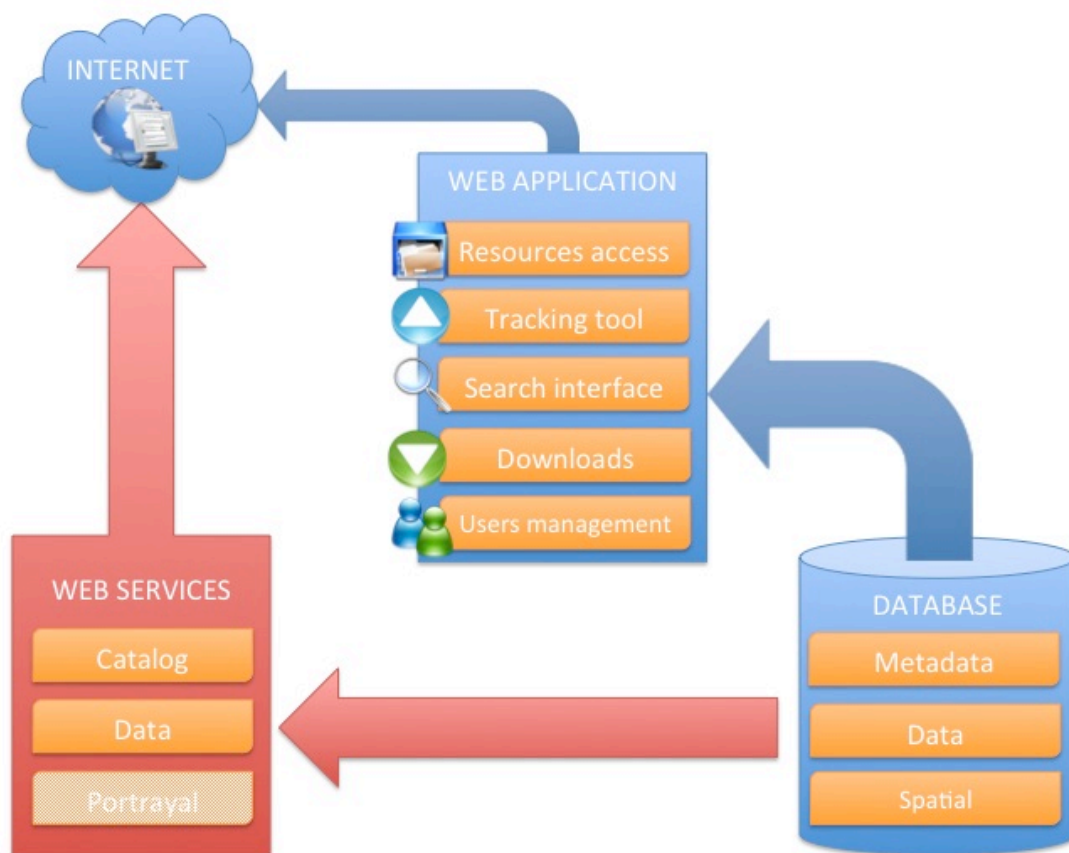 INTERNET
WEB APPLICATION
Resources access
Tracking tool
Search interface
Downloads
Users management
WEB SERVICES
Catalog
Data
Portrayal
DATABASE
Metadata
Data
Spatial